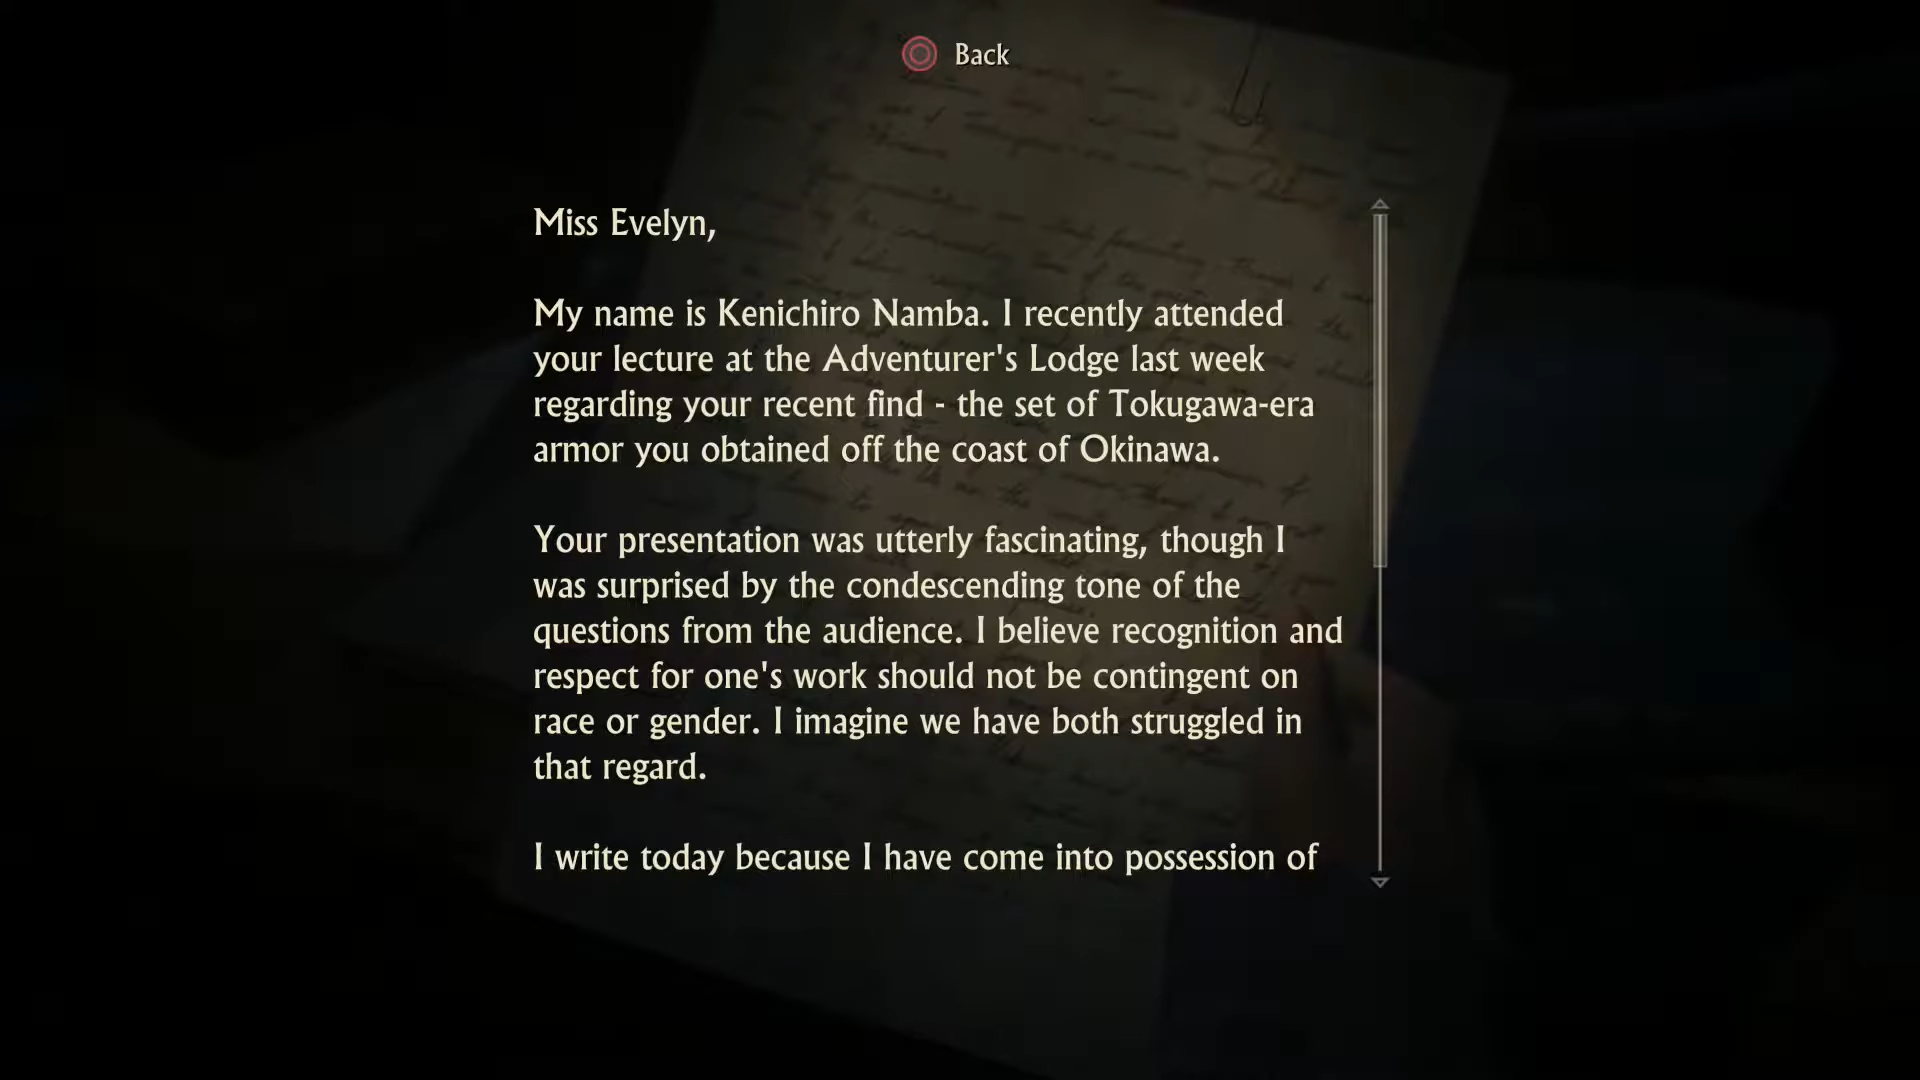 Back
Miss Evelyn,
My name is Kenichiro Namba. I recently attended
your lecture at the Adventurer's Lodge last week
regarding your recent find - the set of Tokugawa-era
armor you obtained off the coast of Okinawa.
Your presentation was utterly fascinating, though I
was surprised by the condescending tone of the
questions from the audience. I believe recognition and
respect for one's work should not be contingent on
race or gender. I imagine we have both struggled in
that regard.
I write today because I have come into possession of